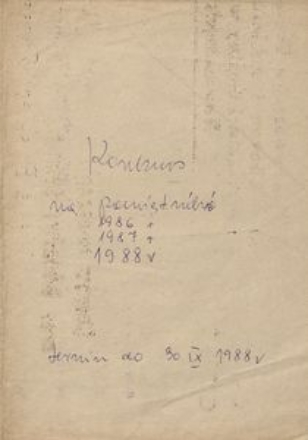 Konkurs
na Pamiętniki
1986 r
1987 r
1988 r
termin do 30 IX 1988 r